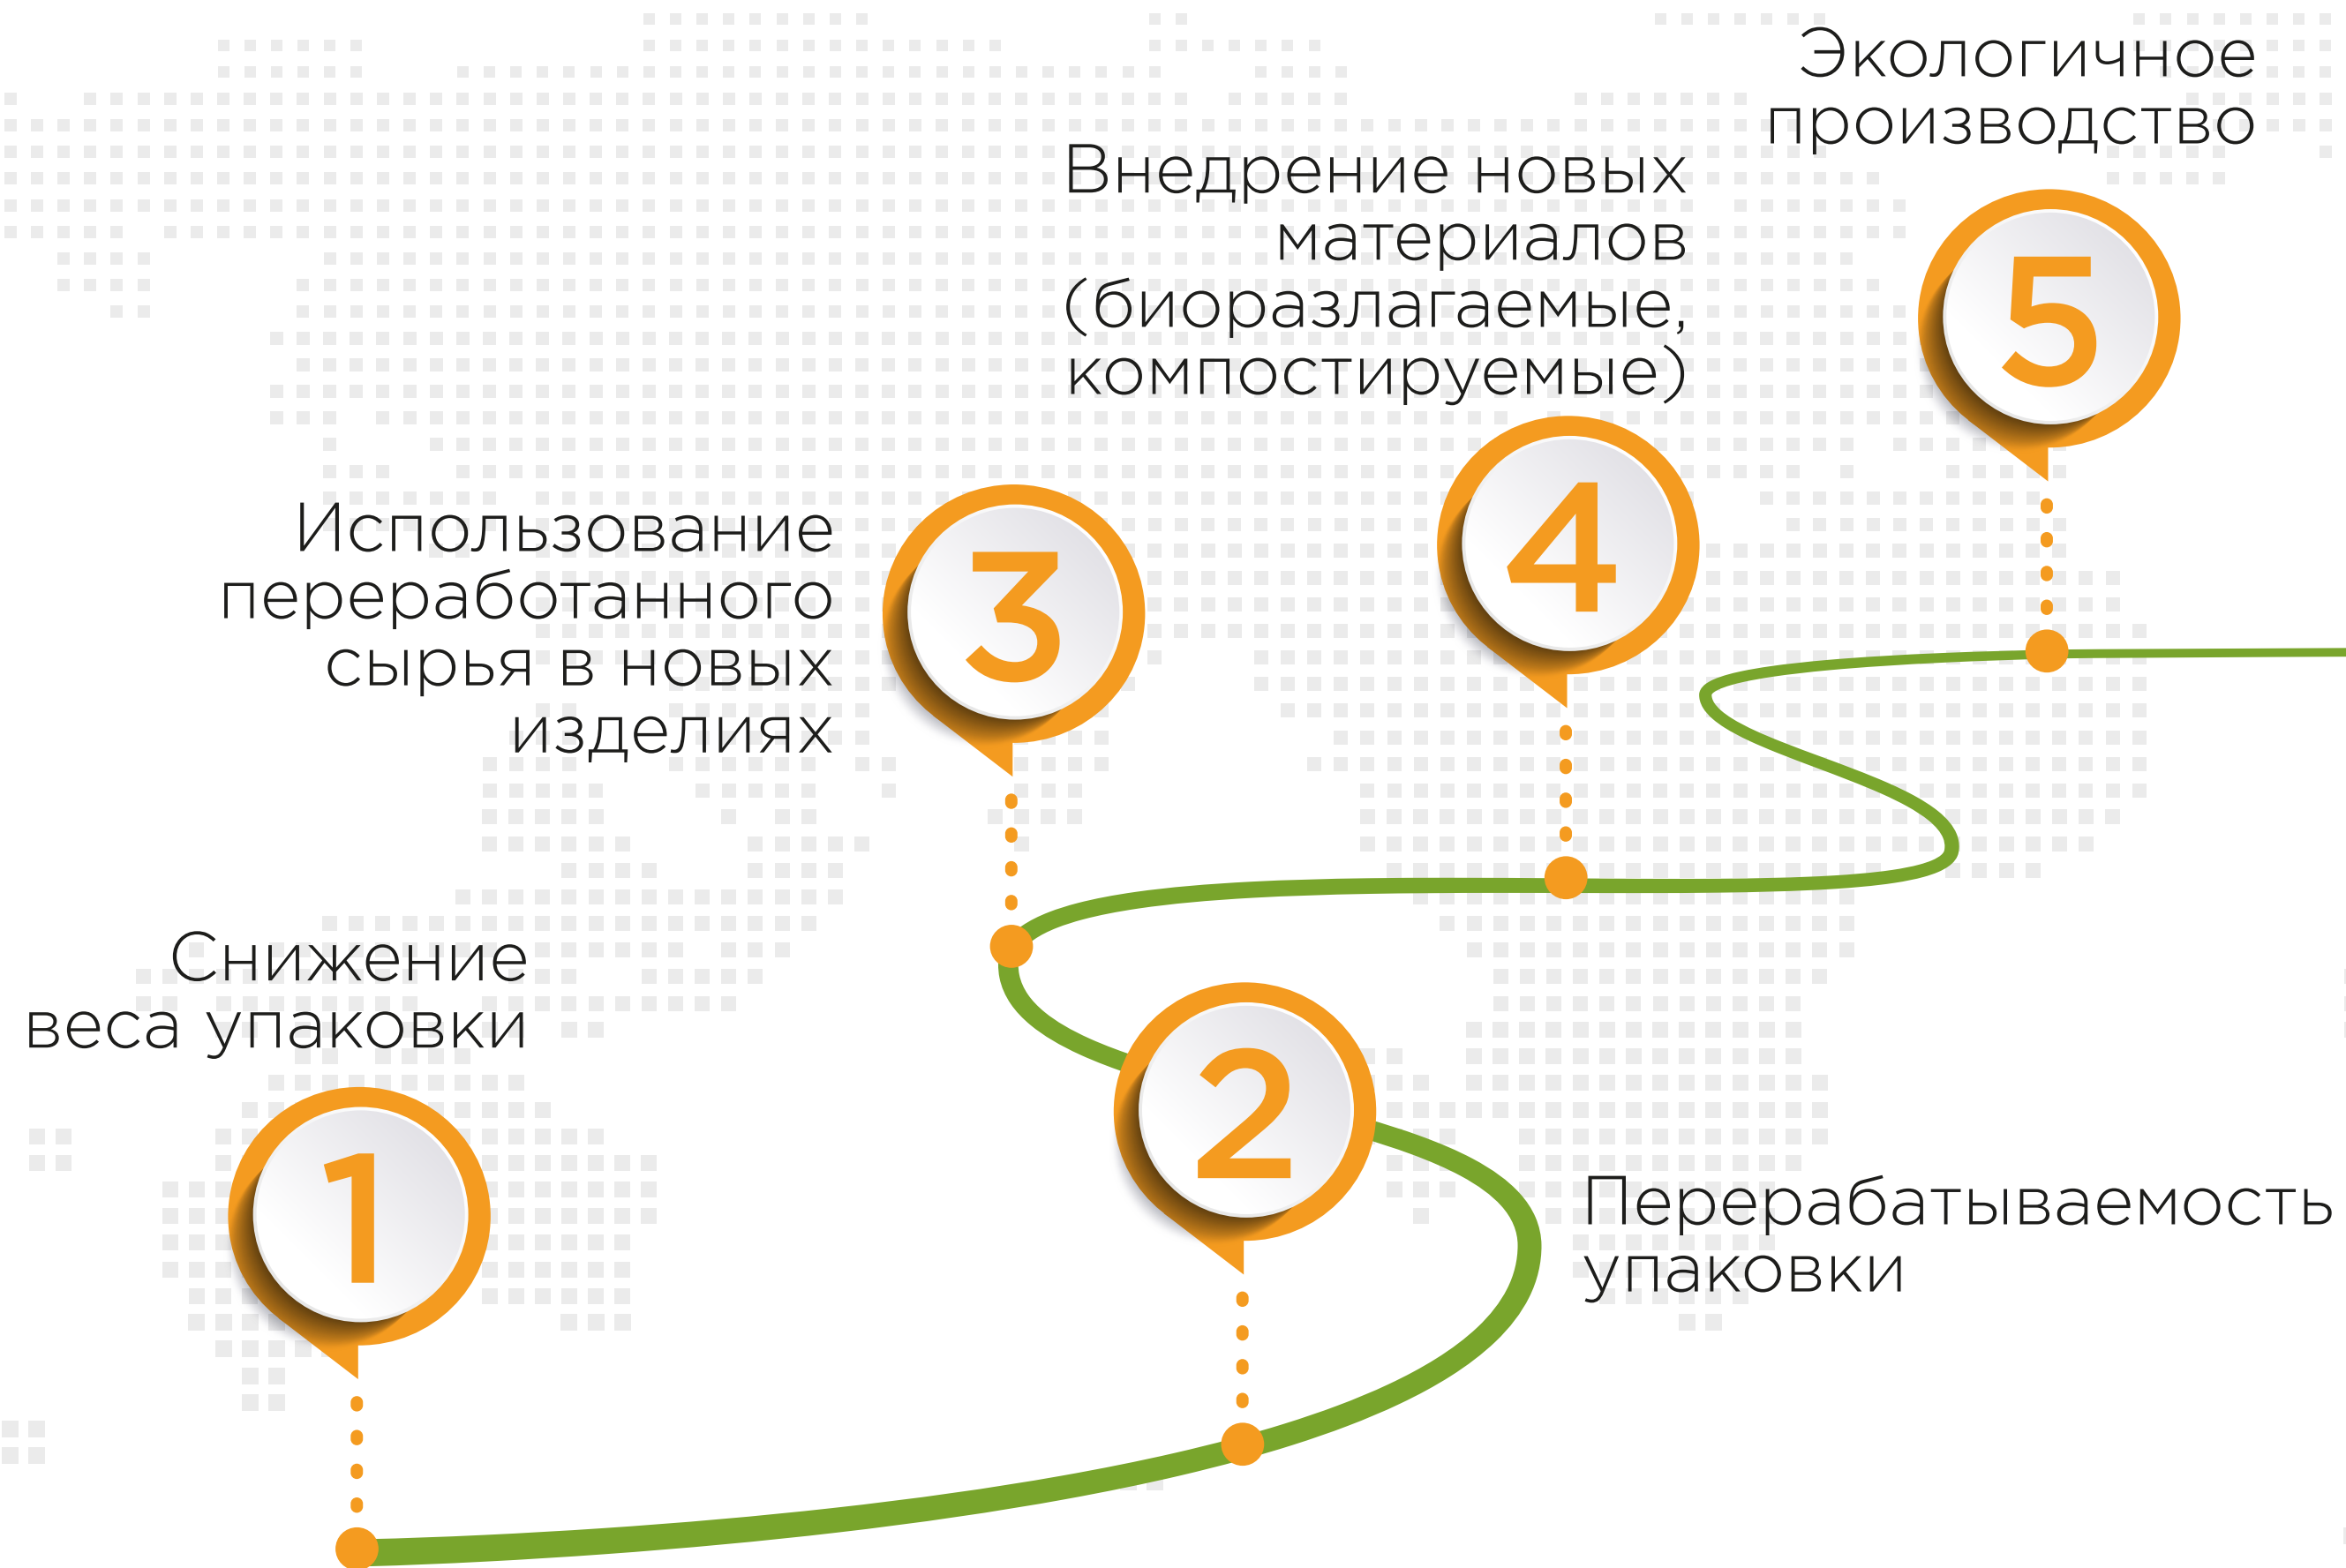 Снижение
веса упаковки
1
2
Перерабатываемость
упаковки
Использование
переработанного
сырья в новых
изделиях
3
Внедрение новых
материалов
(биоразлагаемые,
компостируемые)
4
Экологичное
производство
5